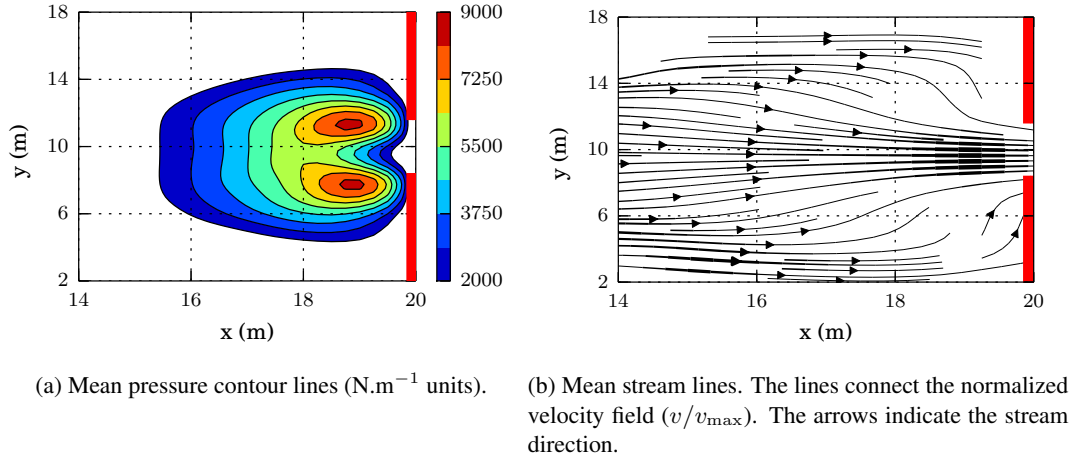 18
14
10
6
2
y (m)
14
16
18
20
x (m)
9000
7250
5500
3750
2000
18
14
10
6
2
y (m)
14
16
18
20
x (m)
(a) Mean pressure contour lines (N.m⁻¹ units).
(b) Mean stream lines. The lines connect the normalized
velocity field (v/vmax). The arrows indicate the stream
direction.